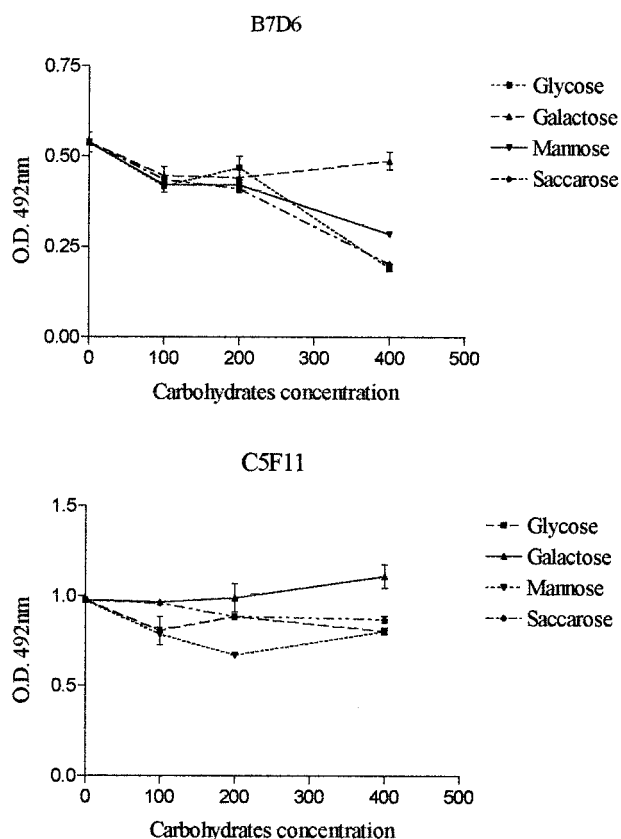 B7D6
0.75
0.50
0.25
0.00
O.D. 492nm
0 100 200 300 400 500
Carbohydrates concentration
Glycose
Galactose
Mannose
Saccarose
C5F11
1.5
1.0
0.5
0.0
O.D. 492nm
0 100 200 300 400 500
Carbohydrates concentration
Glycose
Galactose
Mannose
Saccarose